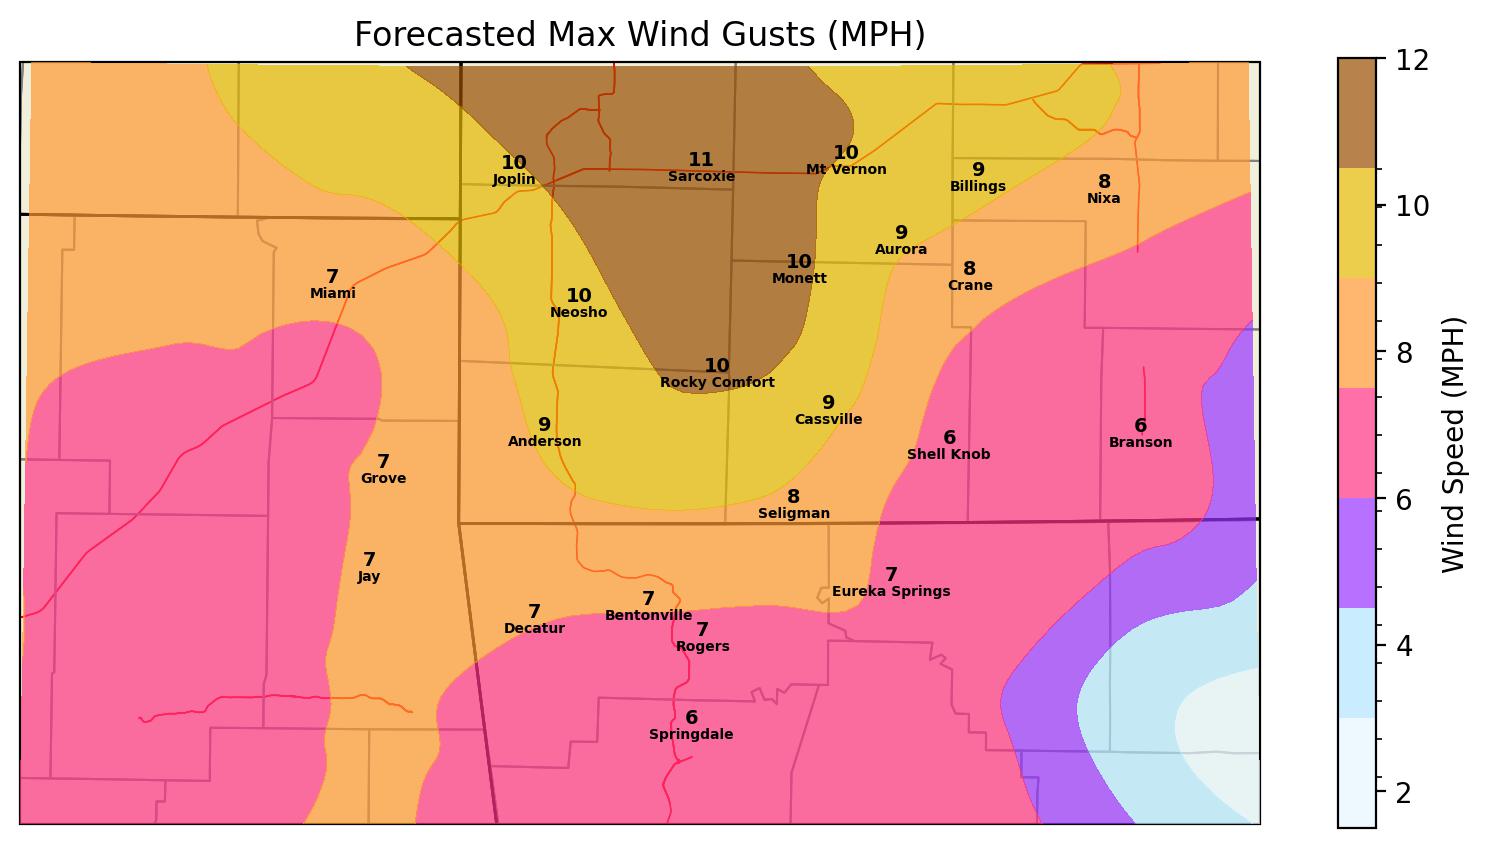 Forecasted Max Wind Gusts (MPH)
10
Joplin
11
Sarcoxie
10
Mt Vernon
9
Billings
8
Nixa
9
Aurora
10
Monett
8
Crane
7
Miami
10
Neosho
10
Rocky Comfort
9
Cassville
9
Anderson
6
Shell Knob
6
Branson
7
Grove
8
Seligman
7
Jay
7
Eureka Springs
7
Decatur
7
Bentonville
7
Rogers
6
Springdale
12
10
8
6
4
2
Wind Speed (MPH)